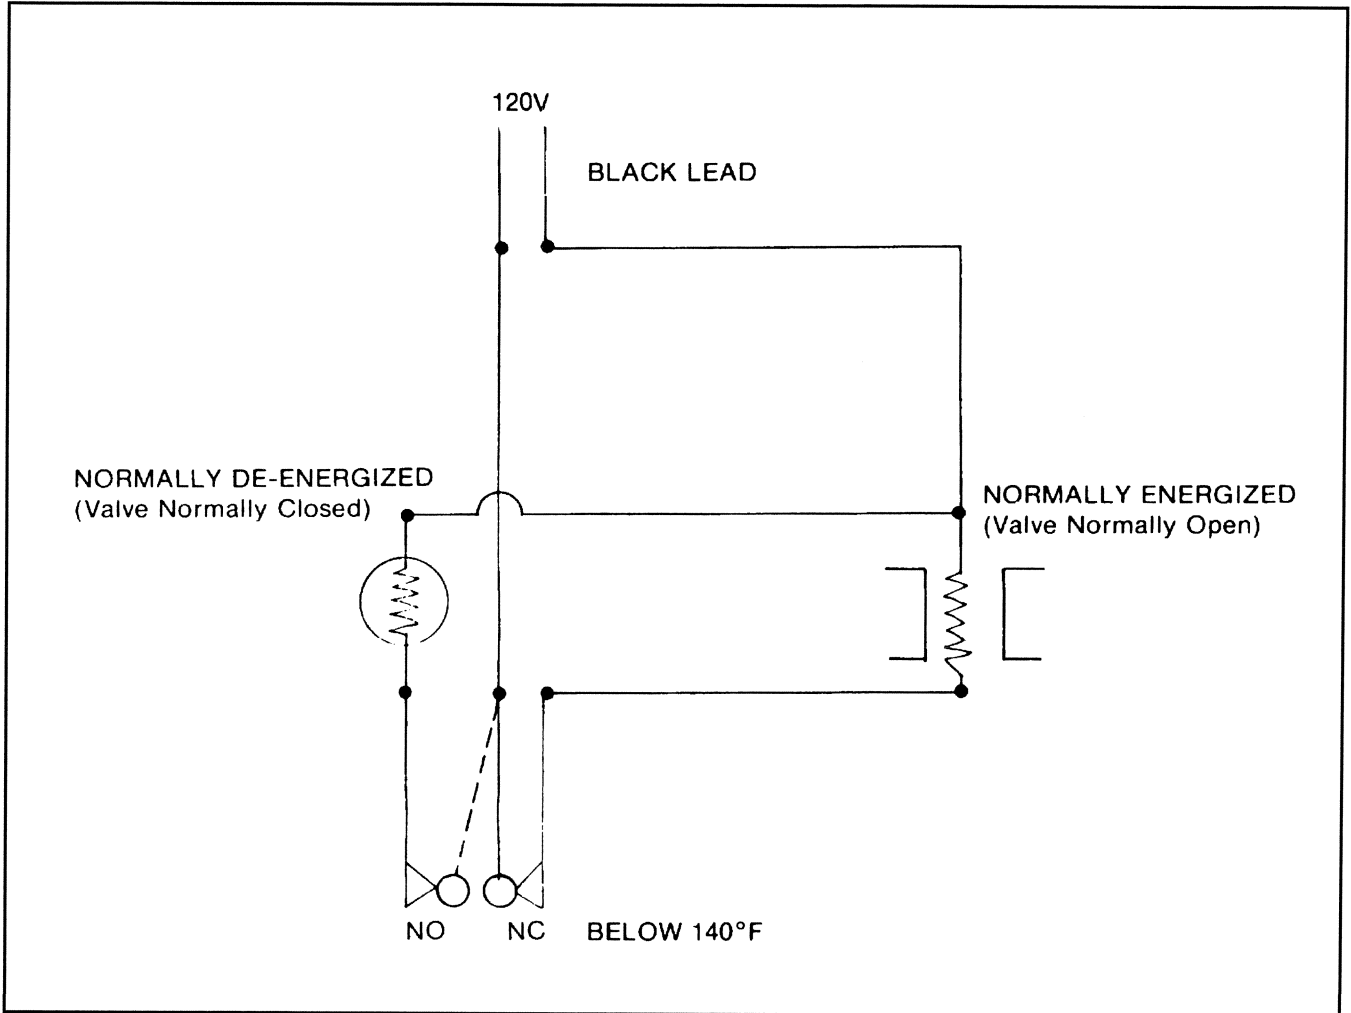 120V
BLACK LEAD
NORMALLY DE-ENERGIZED
(Valve Normally Closed)
NORMALLY ENERGIZED
(Valve Normally Open)
NO
NC
BELOW 140°F